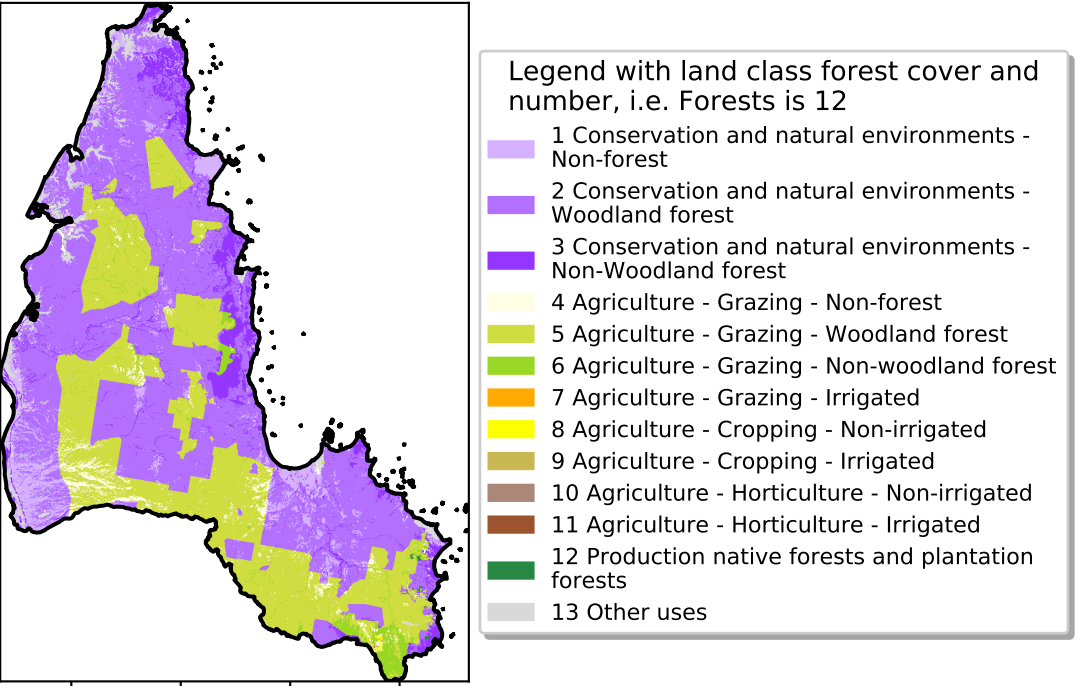 Legend with land class forest cover and
number, i.e. Forests is 12
1 Conservation and natural environments -
Non-forest
2 Conservation and natural environments -
Woodland forest
3 Conservation and natural environments -
Non-Woodland forest
4 Agriculture - Grazing - Non-forest
5 Agriculture - Grazing - Woodland forest
6 Agriculture - Grazing - Non-woodland forest
7 Agriculture - Grazing - Irrigated
8 Agriculture - Cropping - Non-irrigated
9 Agriculture - Cropping - Irrigated
10 Agriculture - Horticulture - Non-irrigated
11 Agriculture - Horticulture - Irrigated
12 Production native forests and plantation
forests
13 Other uses